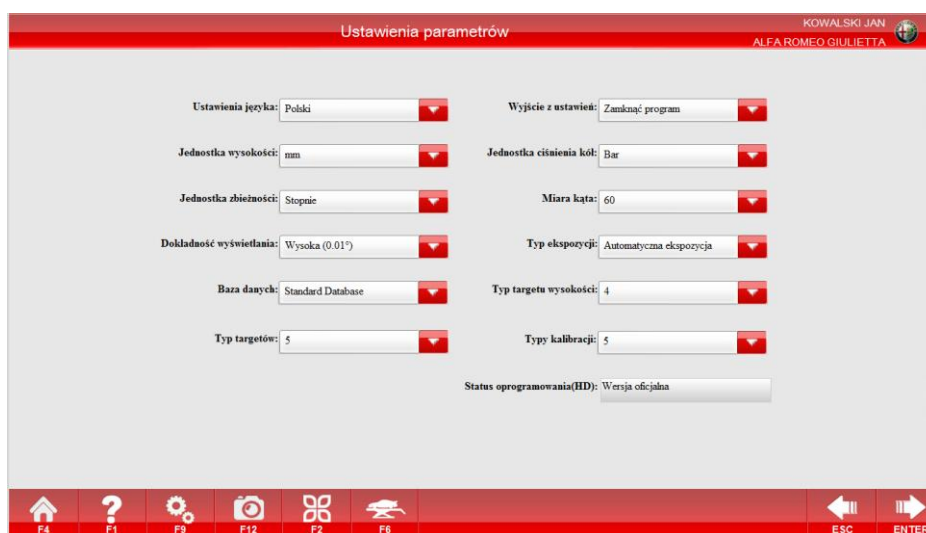 Ustawienia parametrów
KOWALSKI JAN
ALFA ROMEO GIULIETTA
Ustawienia języka: Polski
Wyjście z ustawień: Zamknąć program
Jednostka wysokości: mm
Jednostka ciśnienia kół: Bar
Jednostka zbieżności: Stopnie
Miara kąta: 60
Dokładność wyświetlania: Wysoka (0.01°)
Typ ekspozycji: Automatyczna ekspozycja
Baza danych: Standard Database
Typ targetu wysokości: 4
Typ targetów: 5
Typy kalibracji: 5
Status oprogramowania(HD): Wersja oficjalna
F4 F1 F9 F12 F2 F6 ESC ENTER